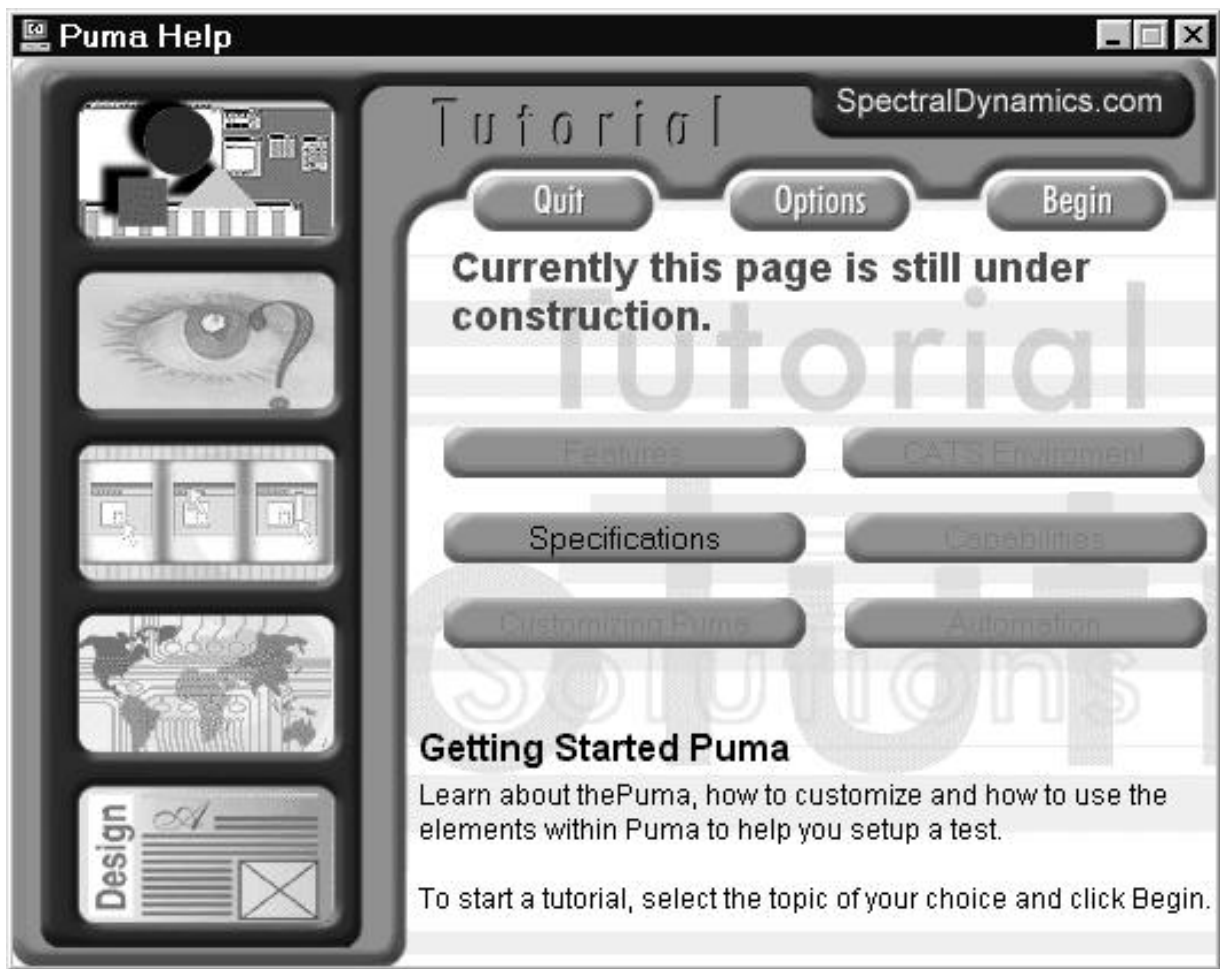 Puma Help
Tutorial
SpectralDynamics.com
Quit
Options
Begin
Currently this page is still under
construction.
Tutorial
Features
CATS Enviroment
Specifications
Capabilities
Customizing Puma
Automation
Solutions
Getting Started Puma
Learn about thePuma, how to customize and how to use the
elements within Puma to help you setup a test.
To start a tutorial, select the topic of your choice and click Begin.
Design
A